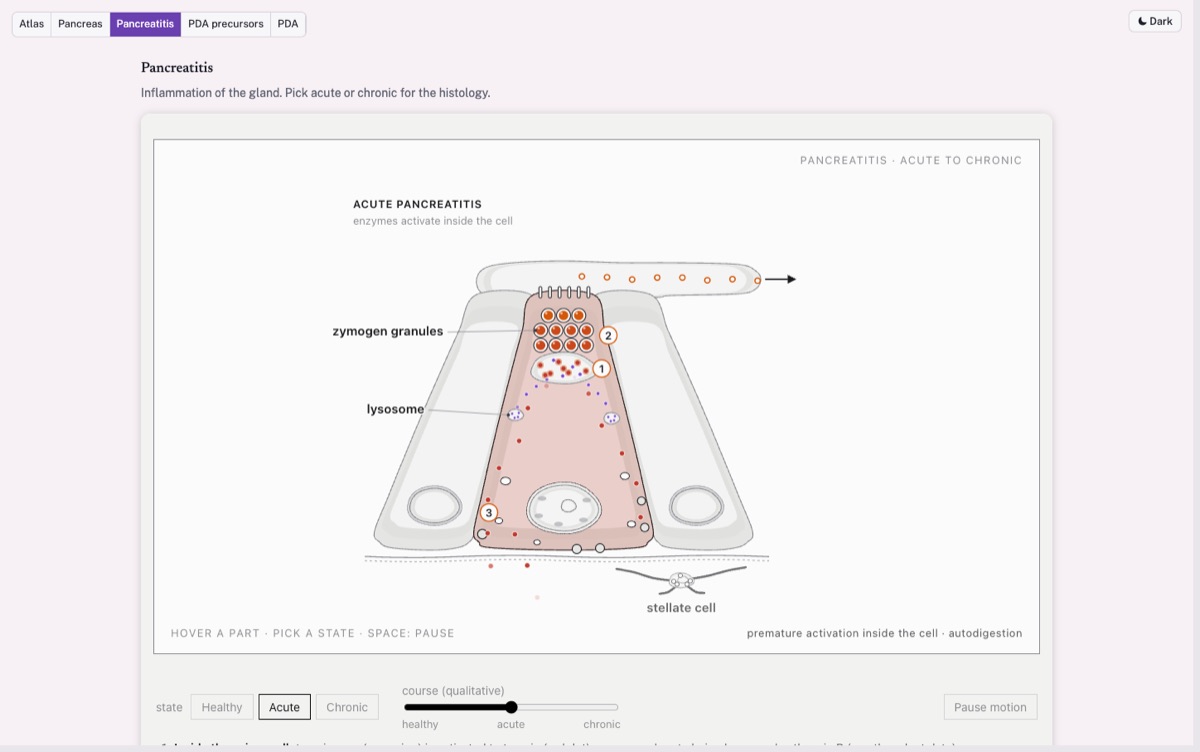 Atlas Pancreas Pancreatitis PDA precursors PDA
Dark
Pancreatitis
Inflammation of the gland. Pick acute or chronic for the histology.
PANCREATITIS · ACUTE TO CHRONIC
ACUTE PANCREATITIS
enzymes activate inside the cell
zymogen granules
2
1
lysosome
3
stellate cell
HOVER A PART · PICK A STATE · SPACE: PAUSE
premature activation inside the cell · autodigestion
state Healthy Acute Chronic
course (qualitative)
healthy acute chronic
Pause motion